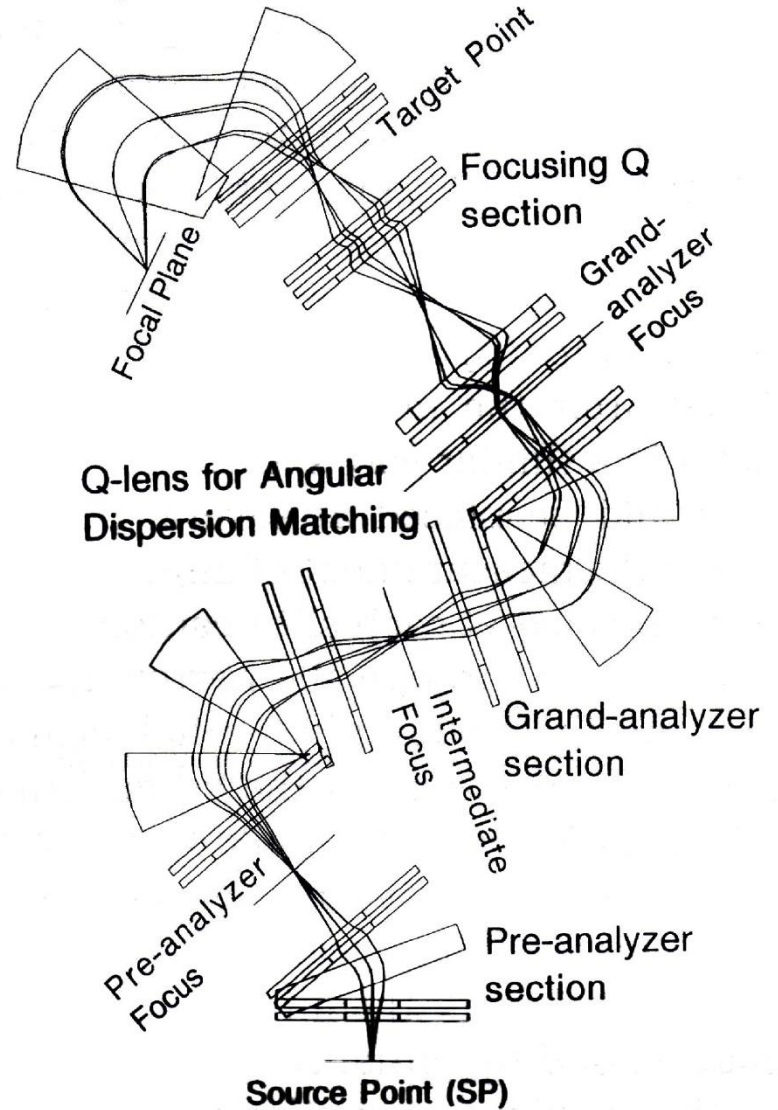 Target Point
Focusing Q
section
Focal Plane
Grand-
analyzer
Focus
Q-lens for Angular
Dispersion Matching
Intermediate
Focus
Grand-analyzer
section
Pre-analyzer
Focus
Pre-analyzer
section
Source Point (SP)